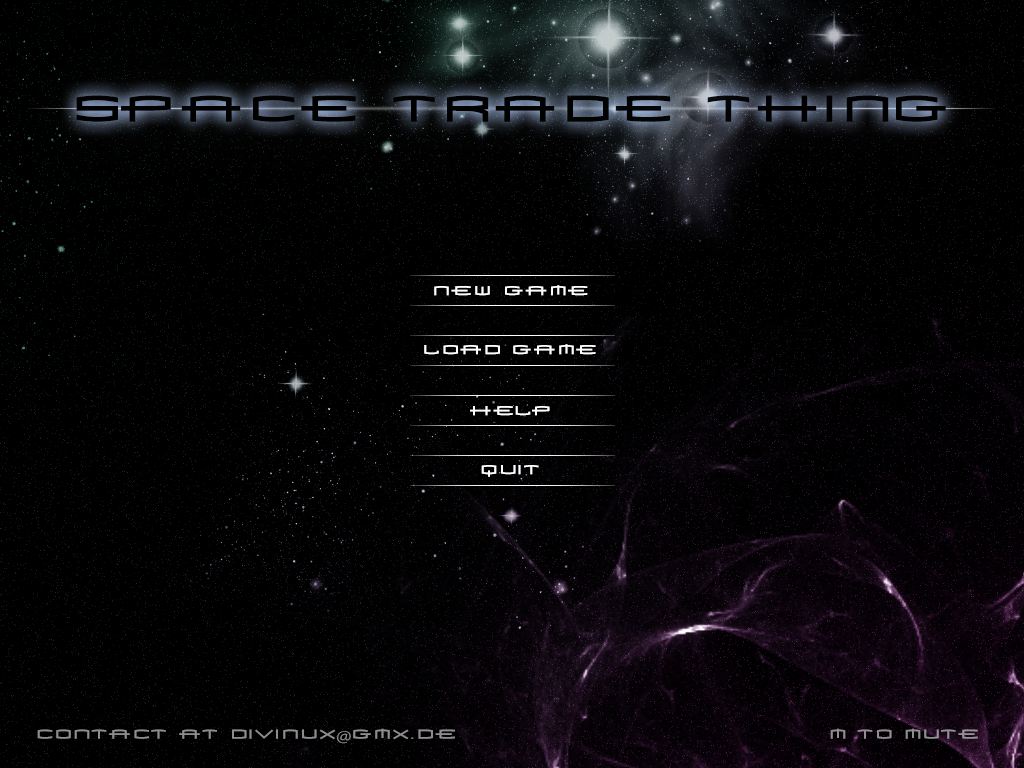 SPACE TRADE THING
NEW GAME
LOAD GAME
HELP
QUIT
CONTACT AT DIVINUX@GMX.DE
M TO MUTE